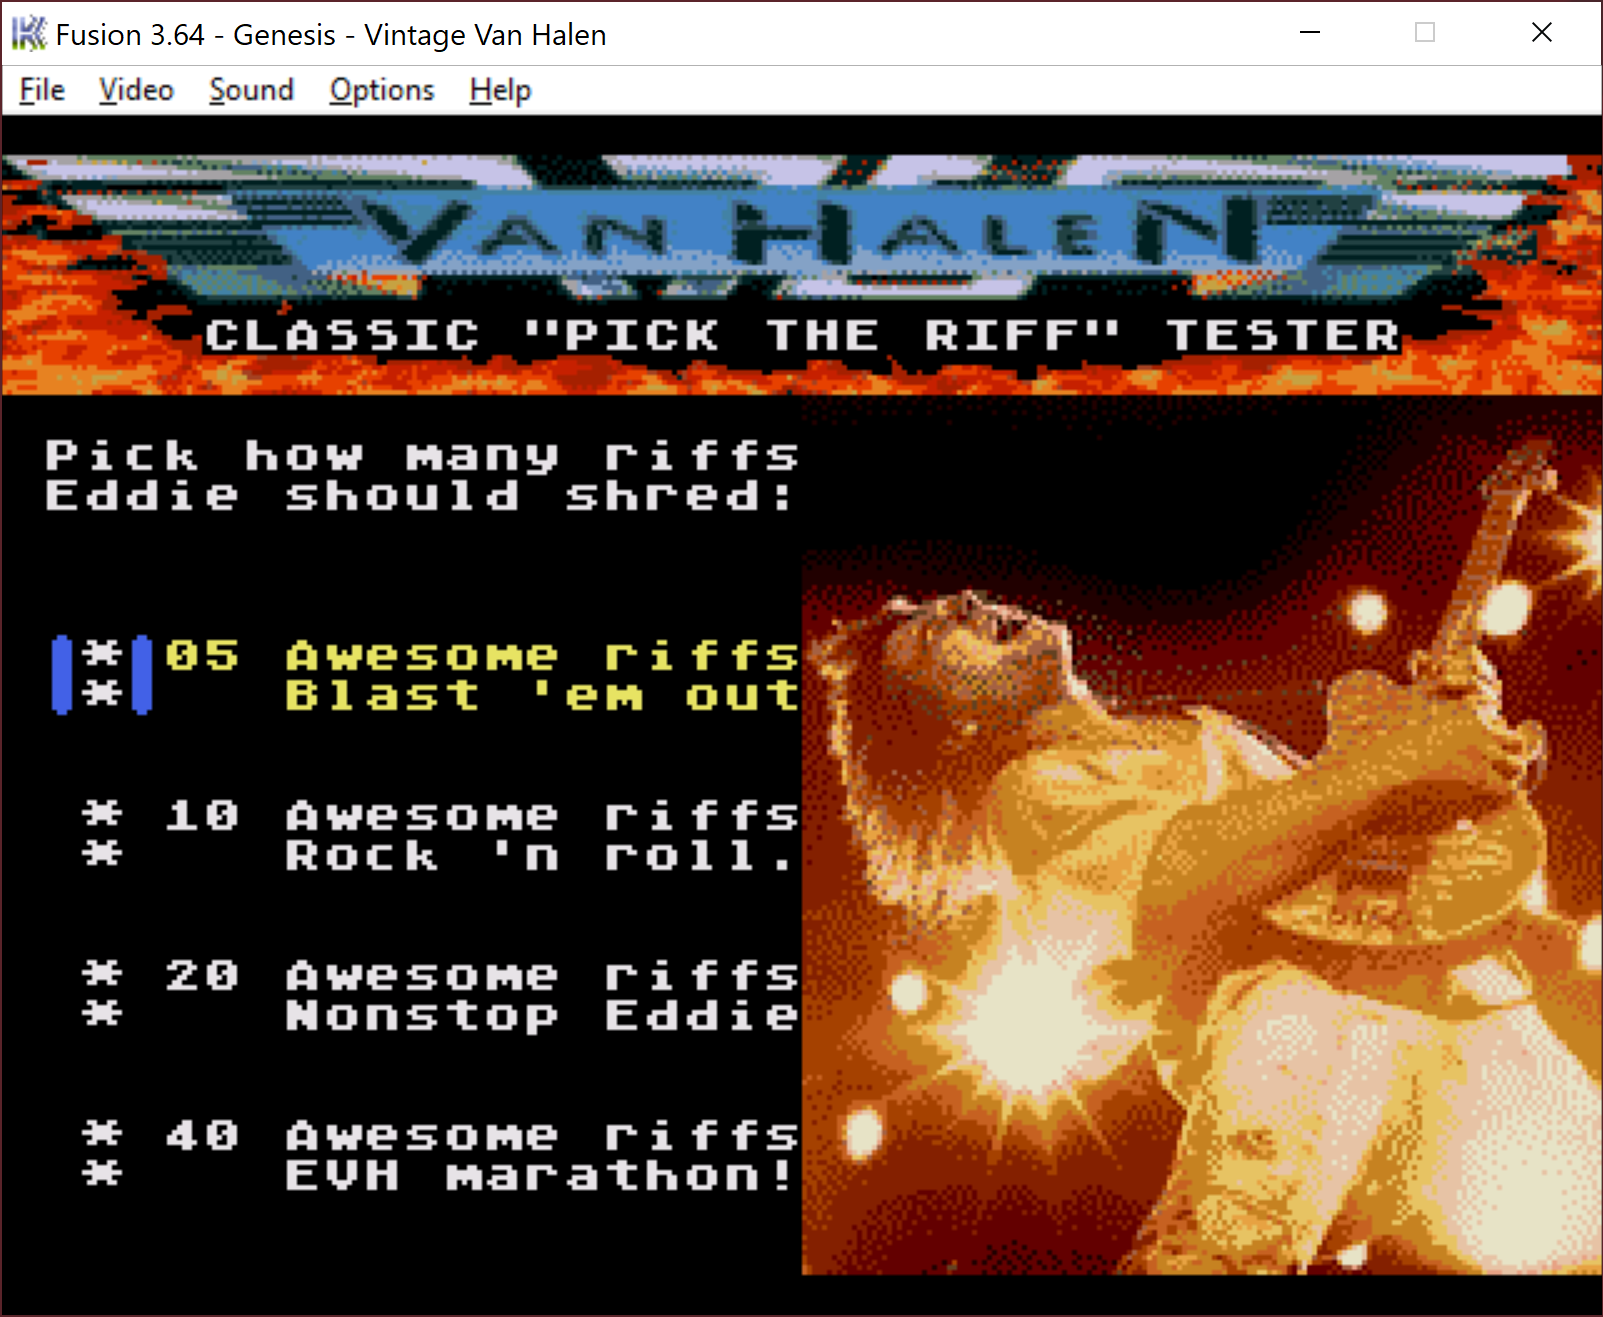 Fusion 3.64 - Genesis - Vintage Van Halen
File Video Sound Options Help
VAN HALEN
CLASSIC "PICK THE RIFF" TESTER
Pick how many riffs
Eddie should shred:
* 05 Awesome riffs
* Blast 'em out
* 10 Awesome riffs
* Rock 'n roll.
* 20 Awesome riffs
* Nonstop Eddie
* 40 Awesome riffs
* EVH marathon!